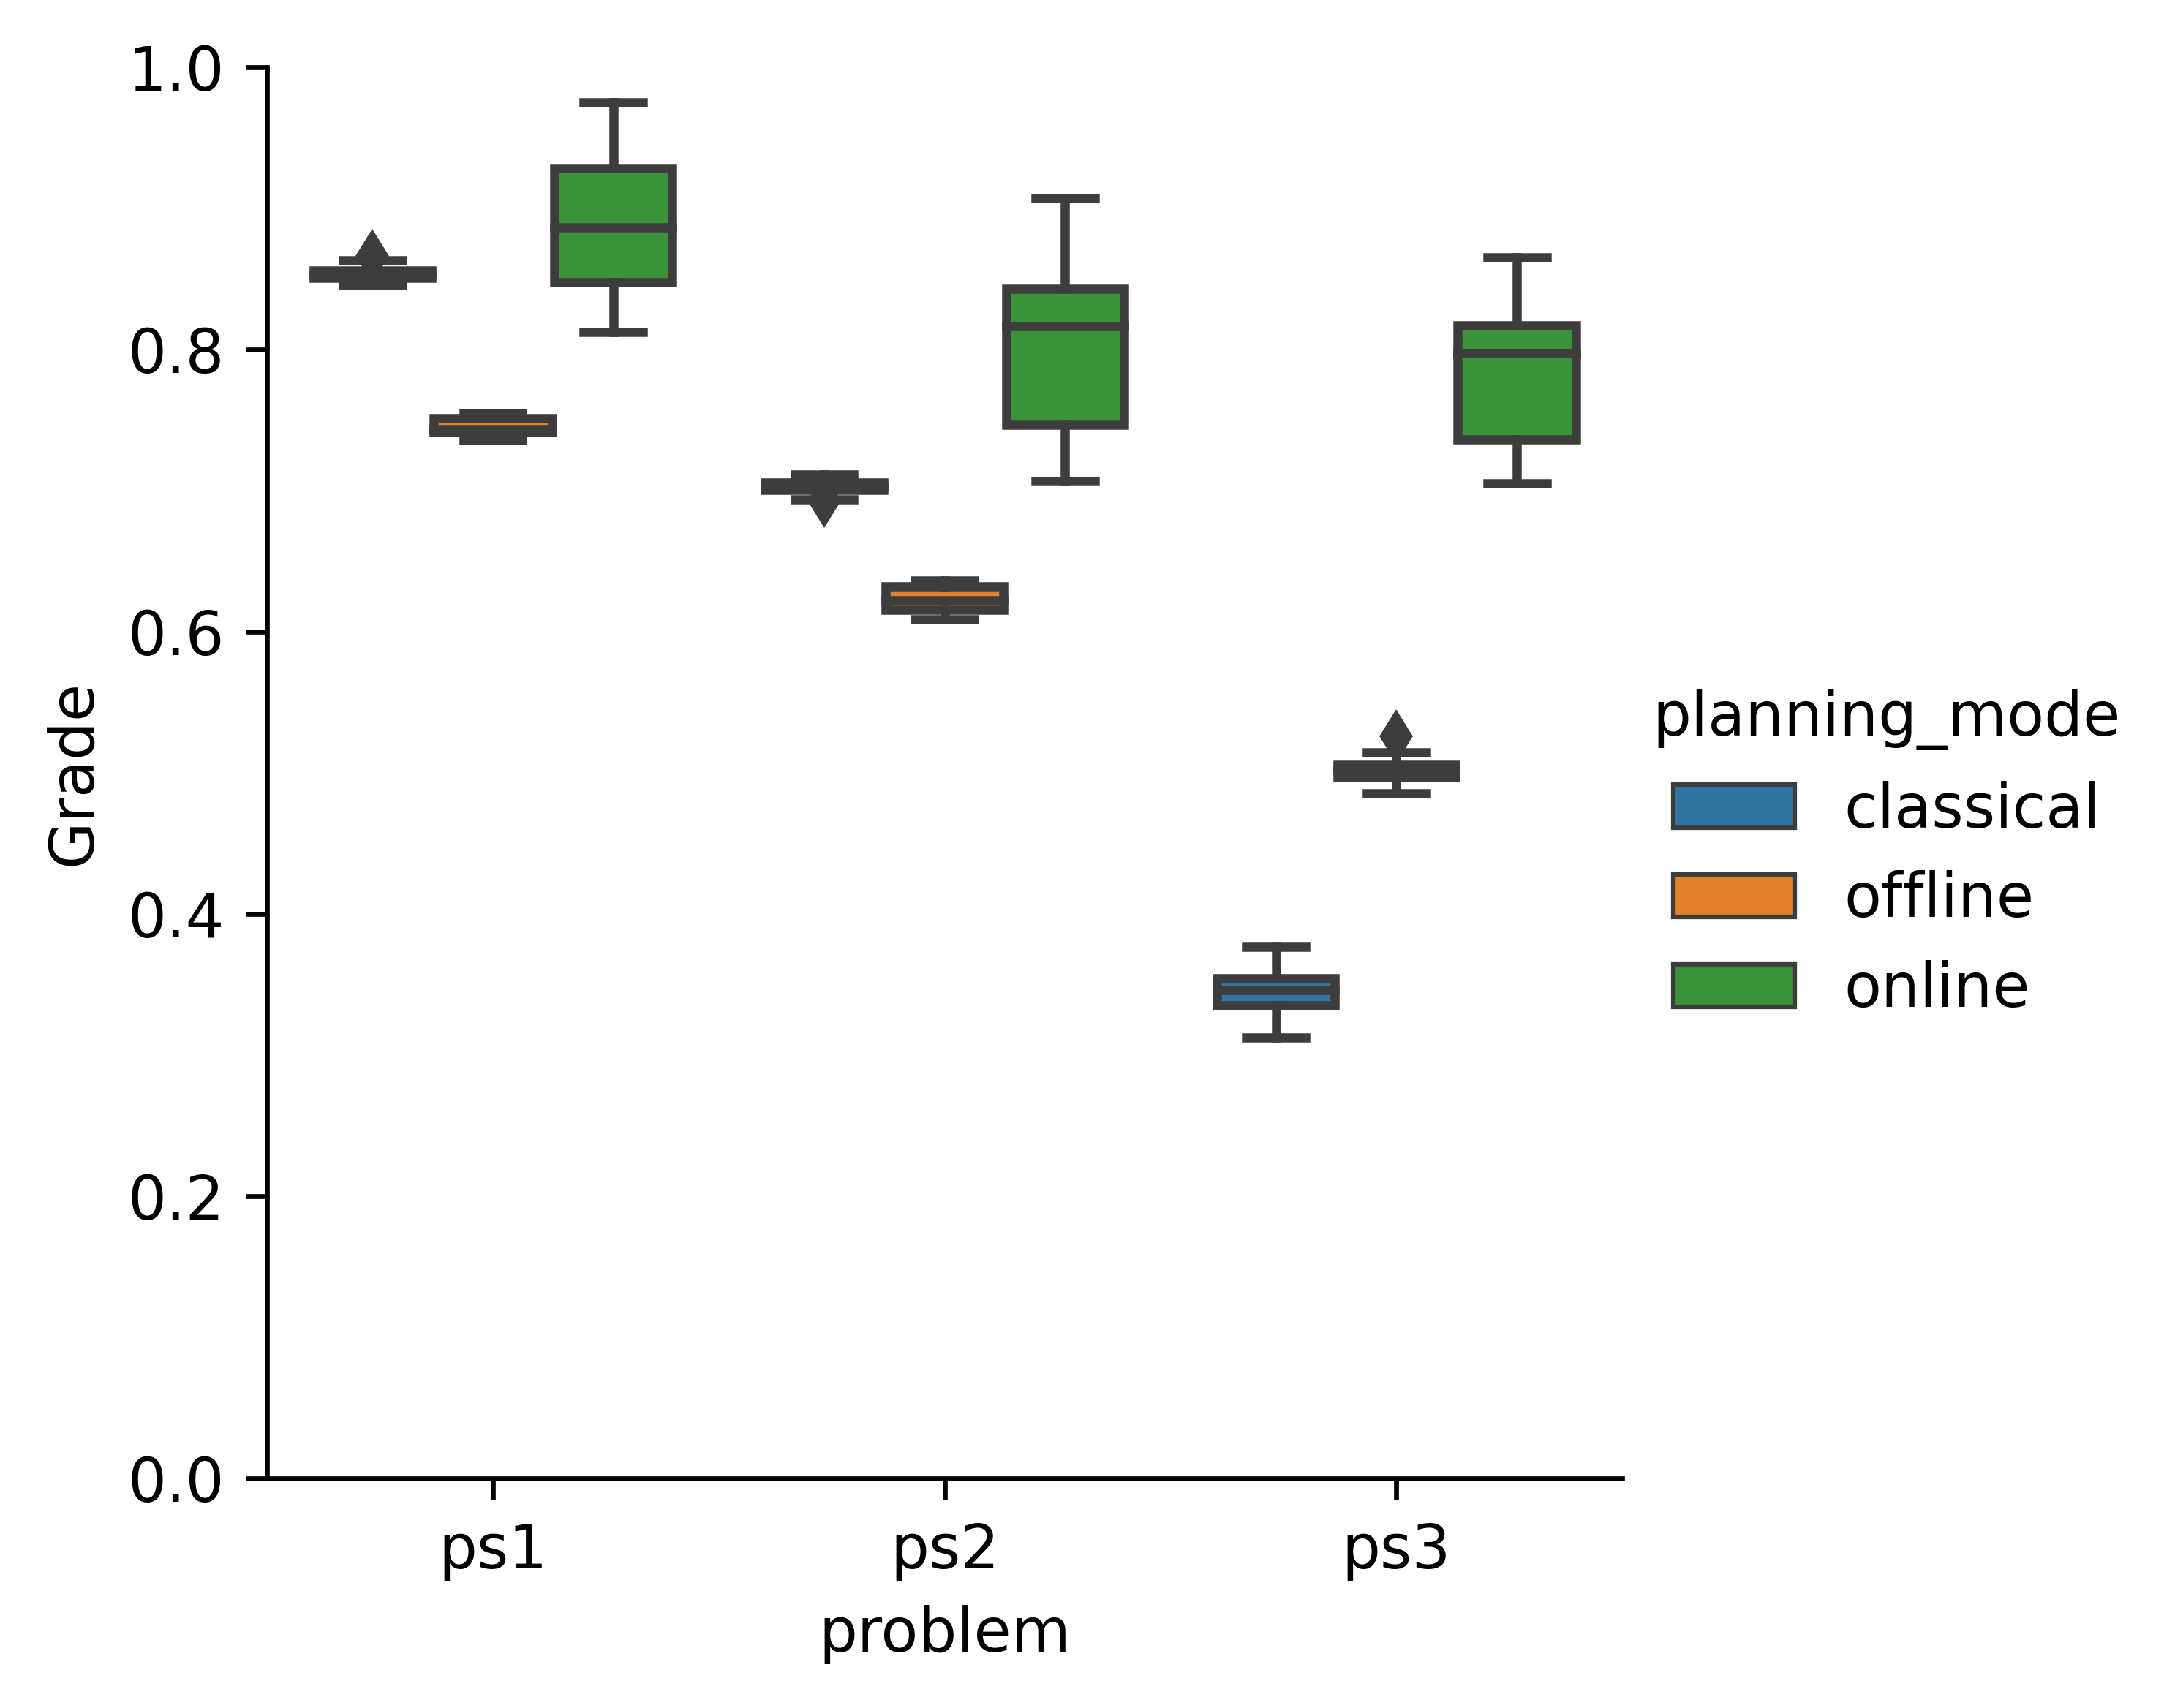 1.0
0.8
0.6
0.4
0.2
0.0
Grade
ps1 ps2 ps3
problem
planning_mode
classical
offline
online